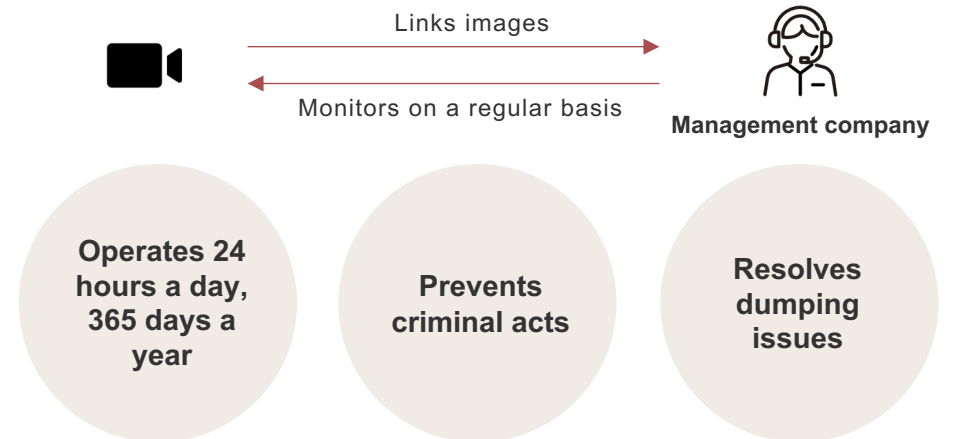 Links images
Monitors on a regular basis
Management company
Operates 24
hours a day,
365 days a
year
Prevents
criminal acts
Resolves
dumping
issues